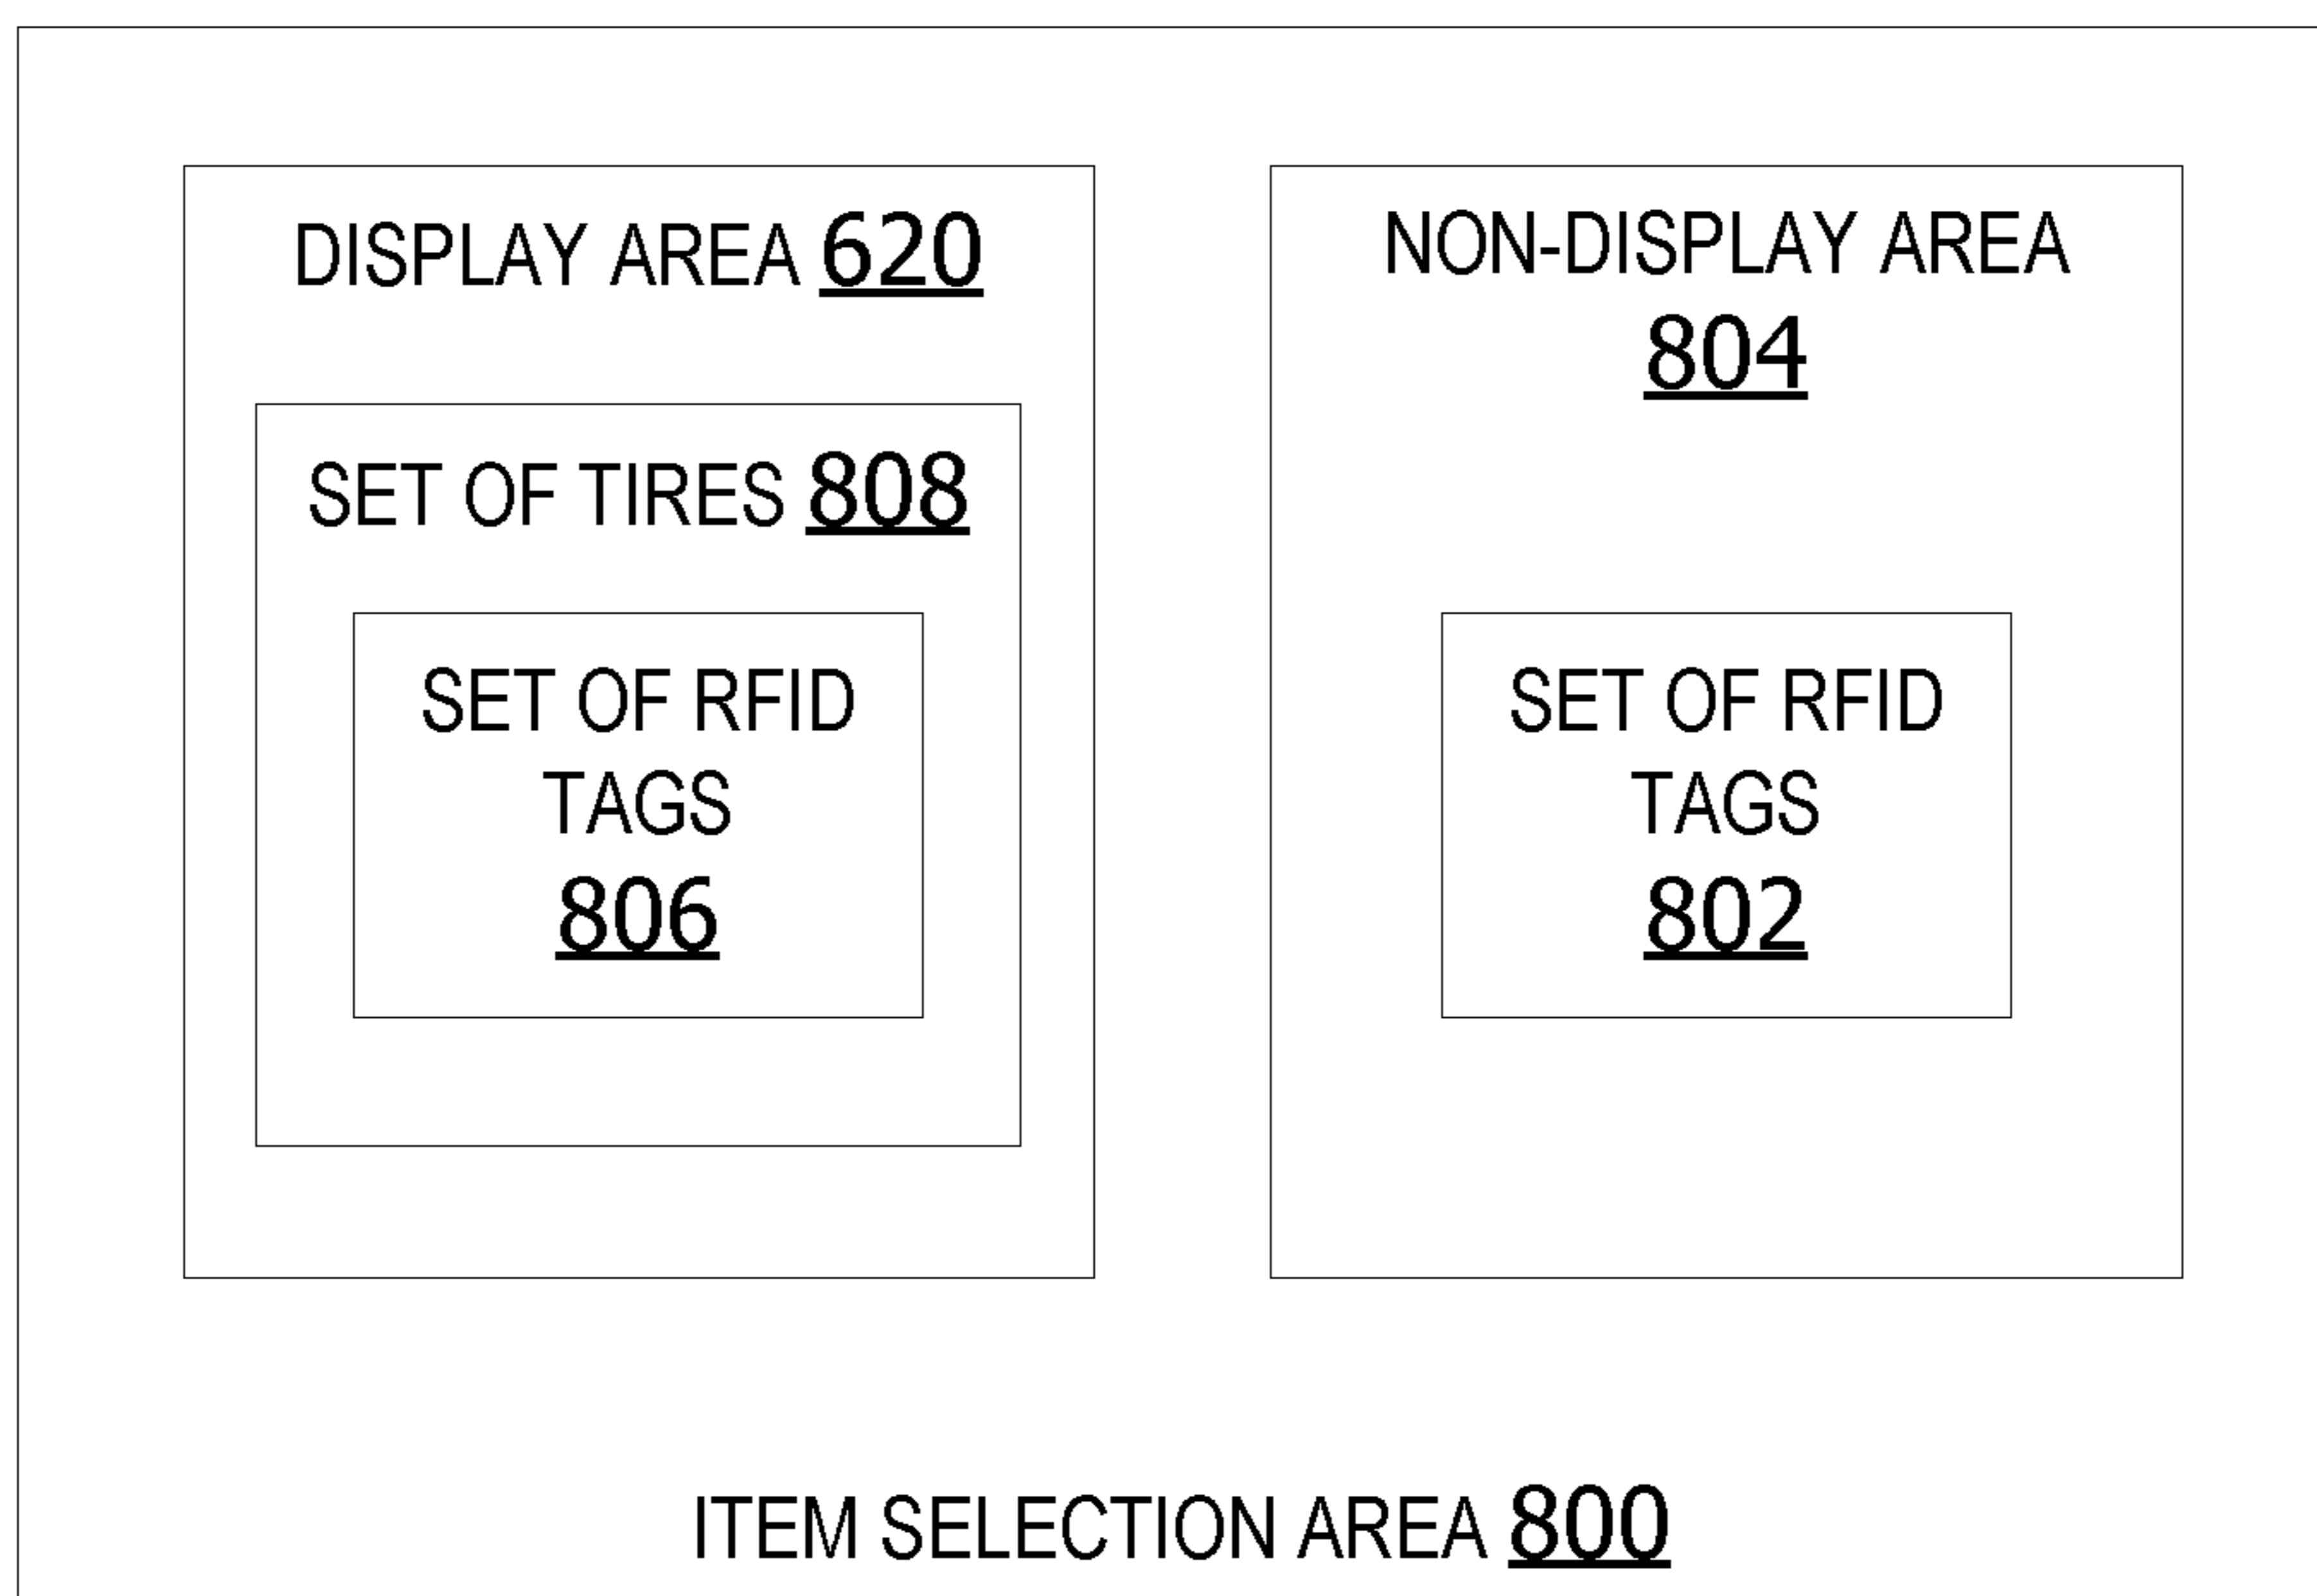 DISPLAY AREA 620
SET OF TIRES 808
SET OF RFID
TAGS
806
NON-DISPLAY AREA
804
SET OF RFID
TAGS
802
ITEM SELECTION AREA 800